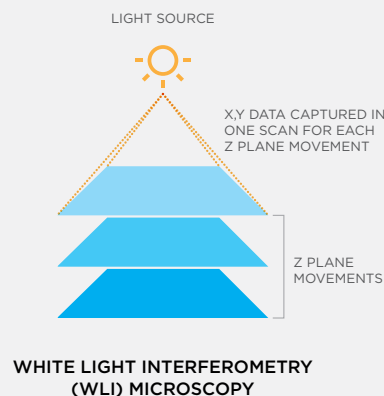 LIGHT SOURCE
X,Y DATA CAPTURED IN
ONE SCAN FOR EACH
Z PLANE MOVEMENT
Z PLANE
MOVEMENTS
WHITE LIGHT INTERFEROMETRY
(WLI) MICROSCOPY